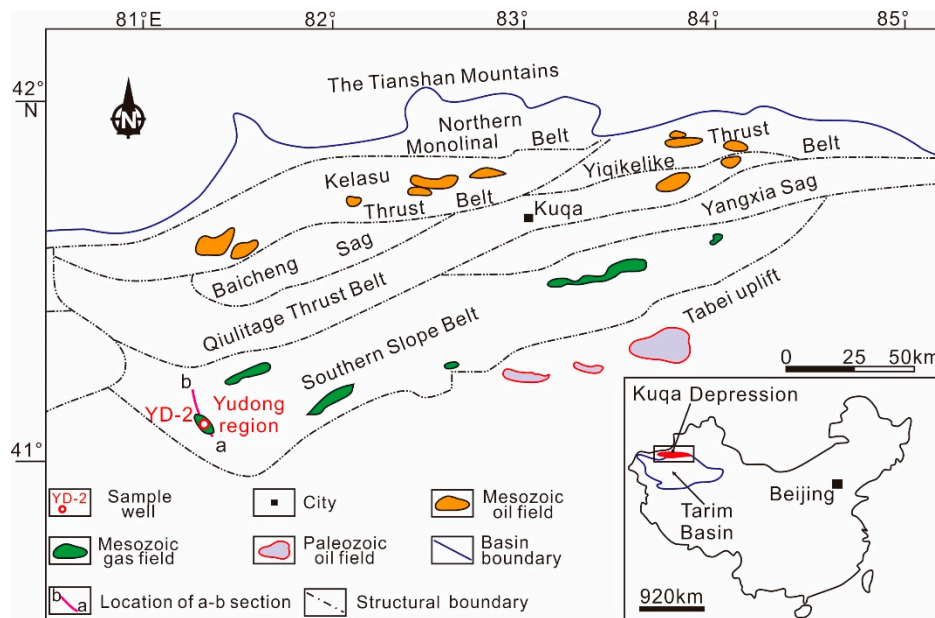 81°E
82°
83°
84°
85°
42°
N
N
The Tianshan Mountains
Northern
Monolinal Belt
Thrust
Belt
Kelasu
Thrust Belt
Yiqikelike
Kuqa
Yangxia Sag
Baicheng Sag
Qiulitage Thrust Belt
Southern Slope Belt
Tabei uplift
0 25 50km
b
YD-2
Yudong
region
a
41°
Kuqa Depression
Beijing
Tarim
Basin
920km
YD-2
Sample
well
City
Mesozoic
oil field
Mesozoic
gas field
Paleozoic
oil field
Basin
boundary
b
a
Location of a-b section
Structural boundary